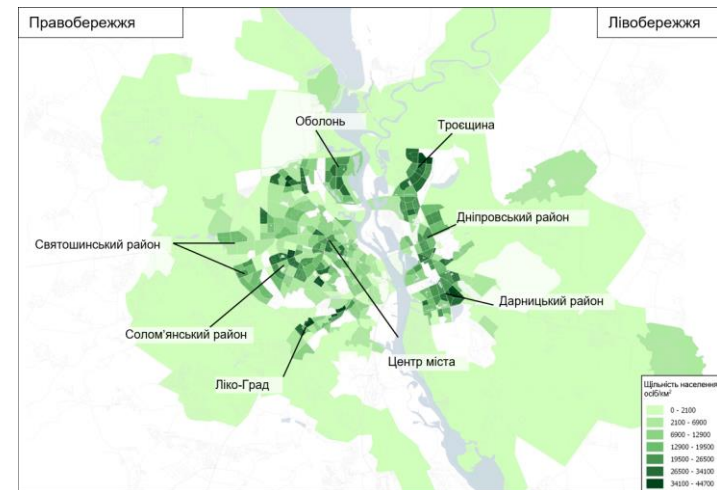 Правобережжя
Лівобережжя
Оболонь
Троєщина
Дніпровський район
Святошинський район
Дарницький район
Солом'янський район
Центр міста
Ліко-Град
Щільність населення
осіб/км²
0 - 2100
2100 - 6900
6900 - 12900
12900 - 19500
19500 - 26500
26500 - 34100
34100 - 44700